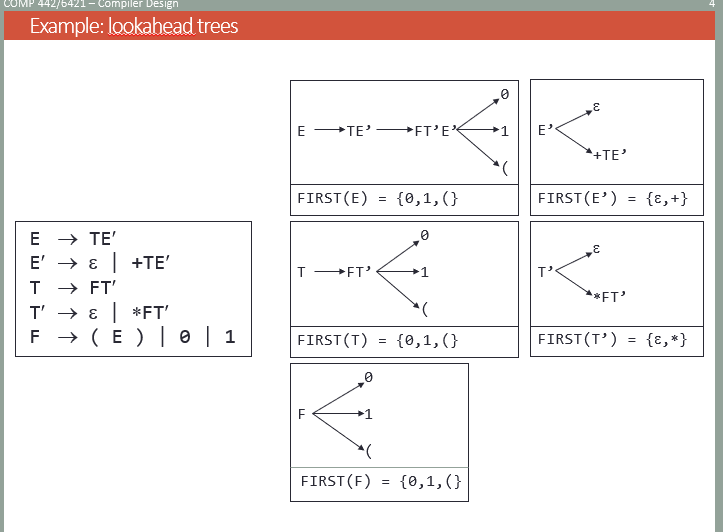 COMP 442/6421 – Compiler Design
4
Example: lookahead trees
E → TE′
E′ → ε | +TE′
T → FT′
T′ → ε | *FT′
F → ( E ) | 0 | 1
0
E → TE’ → FT’E’ 1
(
FIRST(E) = {0,1,(}
ε
E’
+TE’
FIRST(E’) = {ε,+}
0
T → FT’ 1
(
FIRST(T) = {0,1,(}
ε
T’
*FT’
FIRST(T’) = {ε,*}
0
F 1
(
FIRST(F) = {0,1,(}